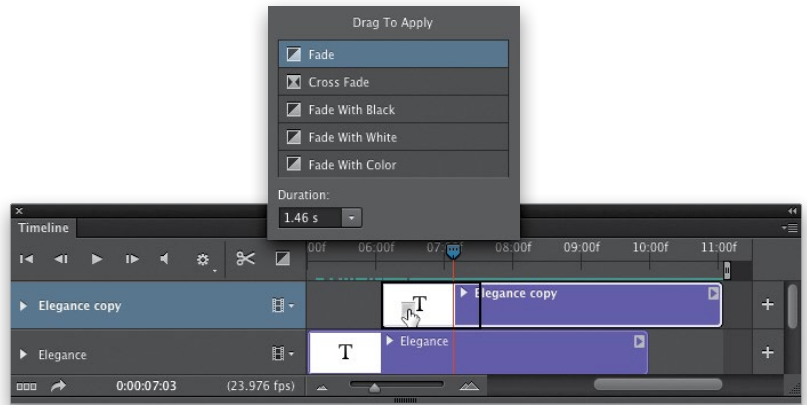 Drag To Apply
Fade
Cross Fade
Fade With Black
Fade With White
Fade With Color
Duration:
1.46 s
Timeline
00f 06:00f 08:00f 09:00f 10:00f 11:00f
Elegance copy
T
Elegance copy
Elegance
T
Elegance
0:00:07:03 (23.976 fps)